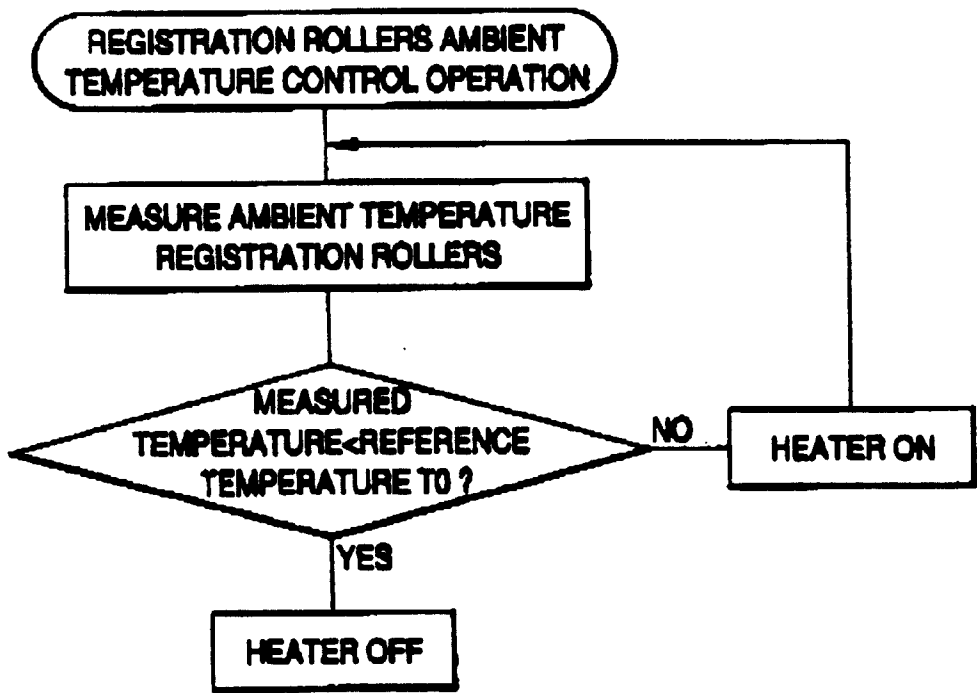 REGISTRATION ROLLERS AMBIENT
TEMPERATURE CONTROL OPERATION
MEASURE AMBIENT TEMPERATURE
REGISTRATION ROLLERS
MEASURED
TEMPERATURE<REFERENCE
TEMPERATURE T0 ?
NO
HEATER ON
YES
HEATER OFF